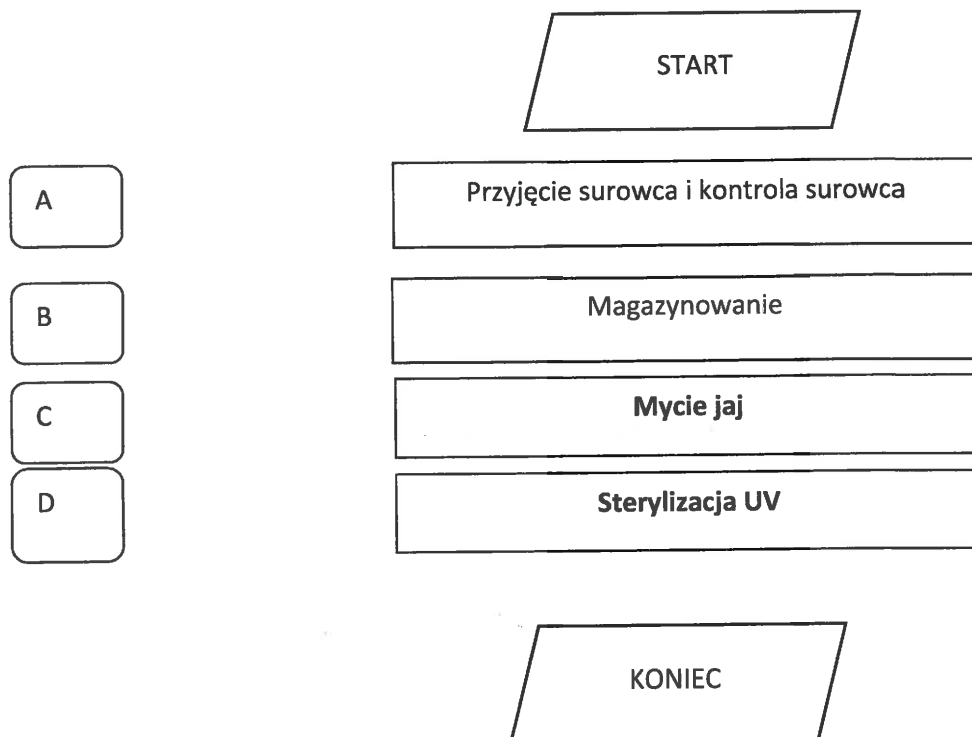 START
A
Przyjęcie surowca i kontrola surowca
B
Magazynowanie
C
Mycie jaj
D
Sterylizacja UV
KONIEC